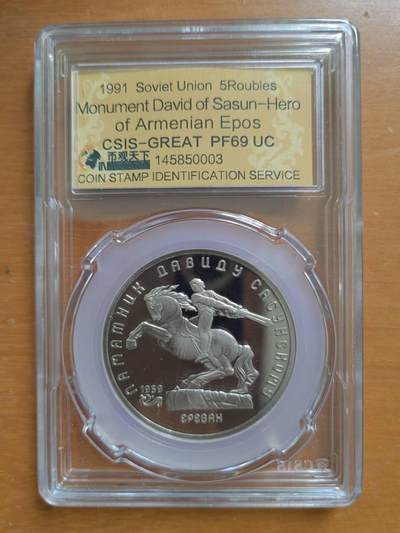 1991 Soviet Union 5Roubles
Monument David of Sasun-Hero
of Armenian Epos
CSIS-GREAT PF69 UC
币观天下 145850003
COIN STAMP IDENTIFICATION SERVICE
ПАМЯТНИК ДАВИДУ САСУНСКОМУ
1959
ЕРЕВАН